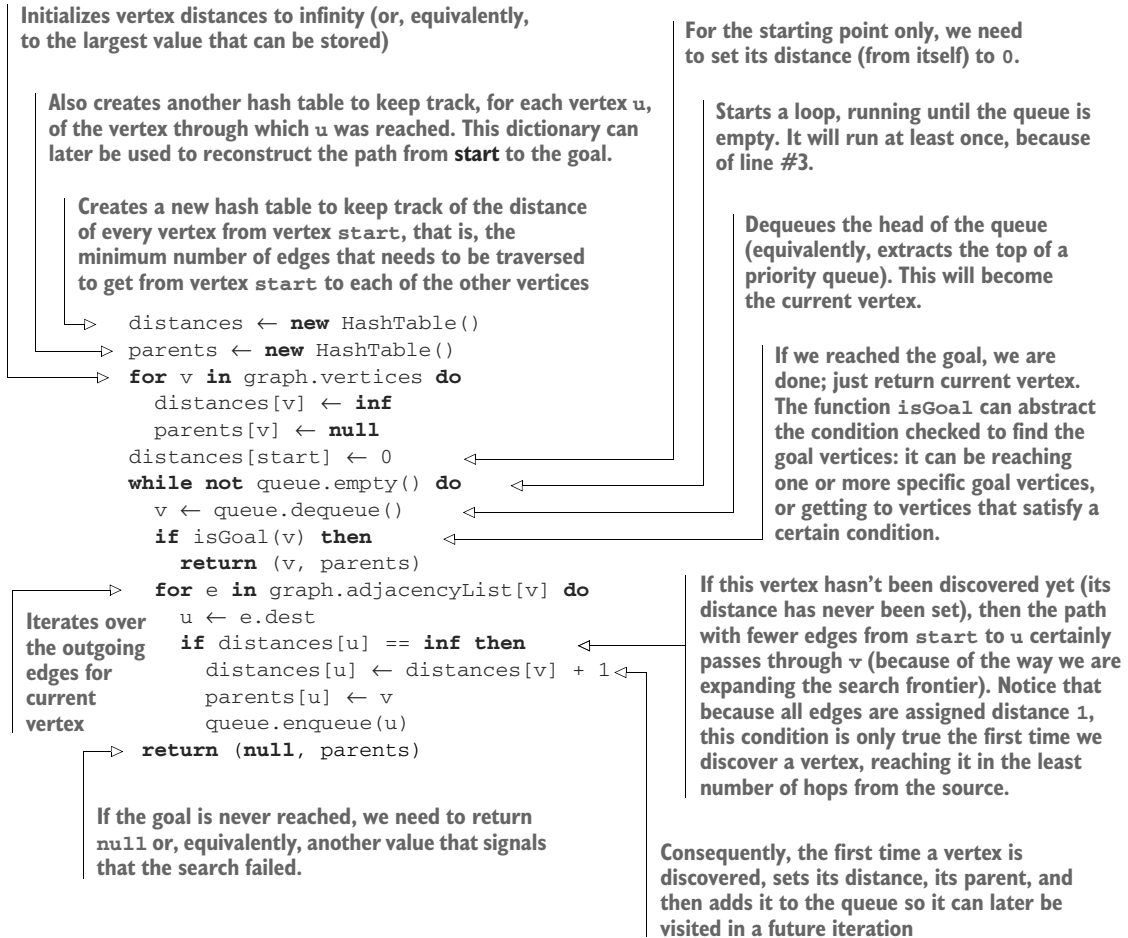 Initializes vertex distances to infinity (or, equivalently,
to the largest value that can be stored)
For the starting point only, we need
to set its distance (from itself) to 0.
Also creates another hash table to keep track, for each vertex u,
of the vertex through which u was reached. This dictionary can
later be used to reconstruct the path from start to the goal.
Starts a loop, running until the queue is
empty. It will run at least once, because
of line #3.
Creates a new hash table to keep track of the distance
of every vertex from vertex start, that is, the
minimum number of edges that needs to be traversed
to get from vertex start to each of the other vertices
Dequeues the head of the queue
(equivalently, extracts the top of a
priority queue). This will become
the current vertex.
distances ← new HashTable()
parents ← new HashTable()
for v in graph.vertices do
distances[v] ← inf
parents[v] ← null
distances[start] ← 0
while not queue.empty() do
v ← queue.dequeue()
if isGoal(v) then
return (v, parents)
for e in graph.adjacencyList[v] do
u ← e.dest
if distances[u] == inf then
distances[u] ← distances[v] + 1
parents[u] ← v
queue.enqueue(u)
return (null, parents)
If we reached the goal, we are
done; just return current vertex.
The function isGoal can abstract
the condition checked to find the
goal vertices: it can be reaching
one or more specific goal vertices,
or getting to vertices that satisfy a
certain condition.
Iterates over
the outgoing
edges for
current
vertex
If this vertex hasn't been discovered yet (its
distance has never been set), then the path
with fewer edges from start to u certainly
passes through v (because of the way we are
expanding the search frontier). Notice that
because all edges are assigned distance 1,
this condition is only true the first time we
discover a vertex, reaching it in the least
number of hops from the source.
If the goal is never reached, we need to return
null or, equivalently, another value that signals
that the search failed.
Consequently, the first time a vertex is
discovered, sets its distance, its parent, and
then adds it to the queue so it can later be
visited in a future iteration